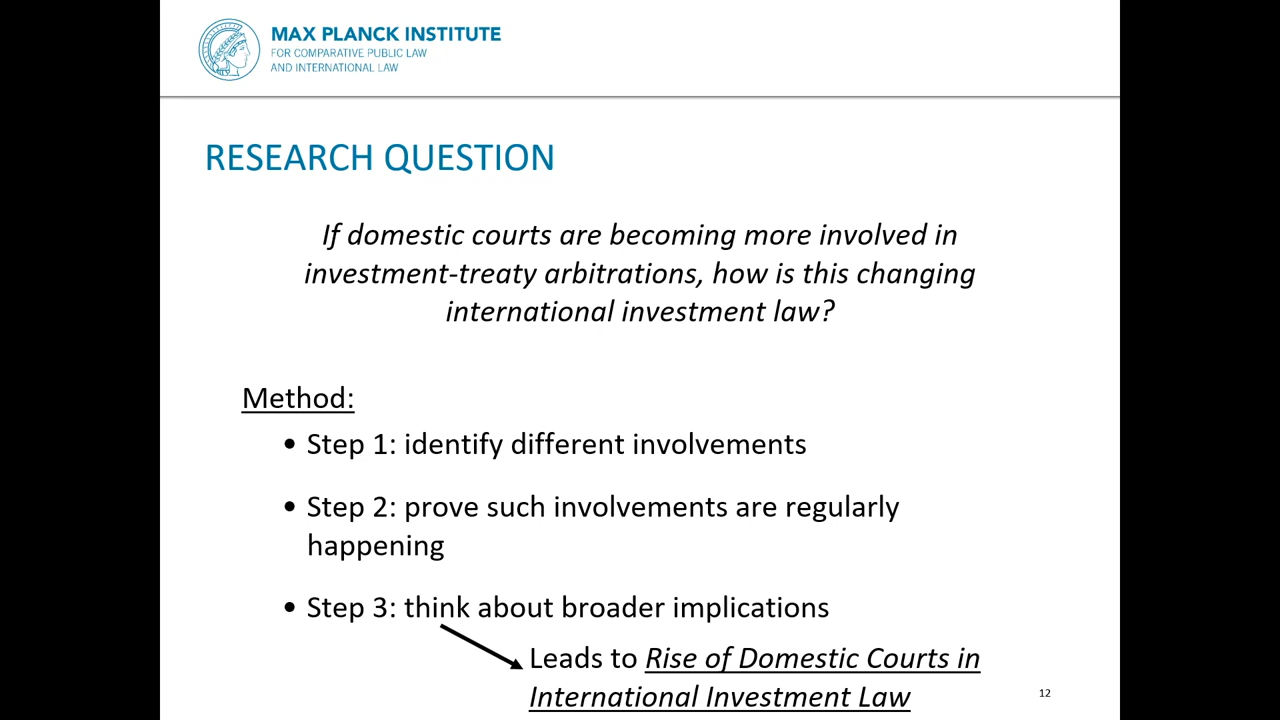 MAX PLANCK INSTITUTE
FOR COMPARATIVE PUBLIC LAW
AND INTERNATIONAL LAW
RESEARCH QUESTION
If domestic courts are becoming more involved in
investment-treaty arbitrations, how is this changing
international investment law?
Method:
• Step 1: identify different involvements
• Step 2: prove such involvements are regularly
happening
• Step 3: think about broader implications
Leads to Rise of Domestic Courts in
International Investment Law
12